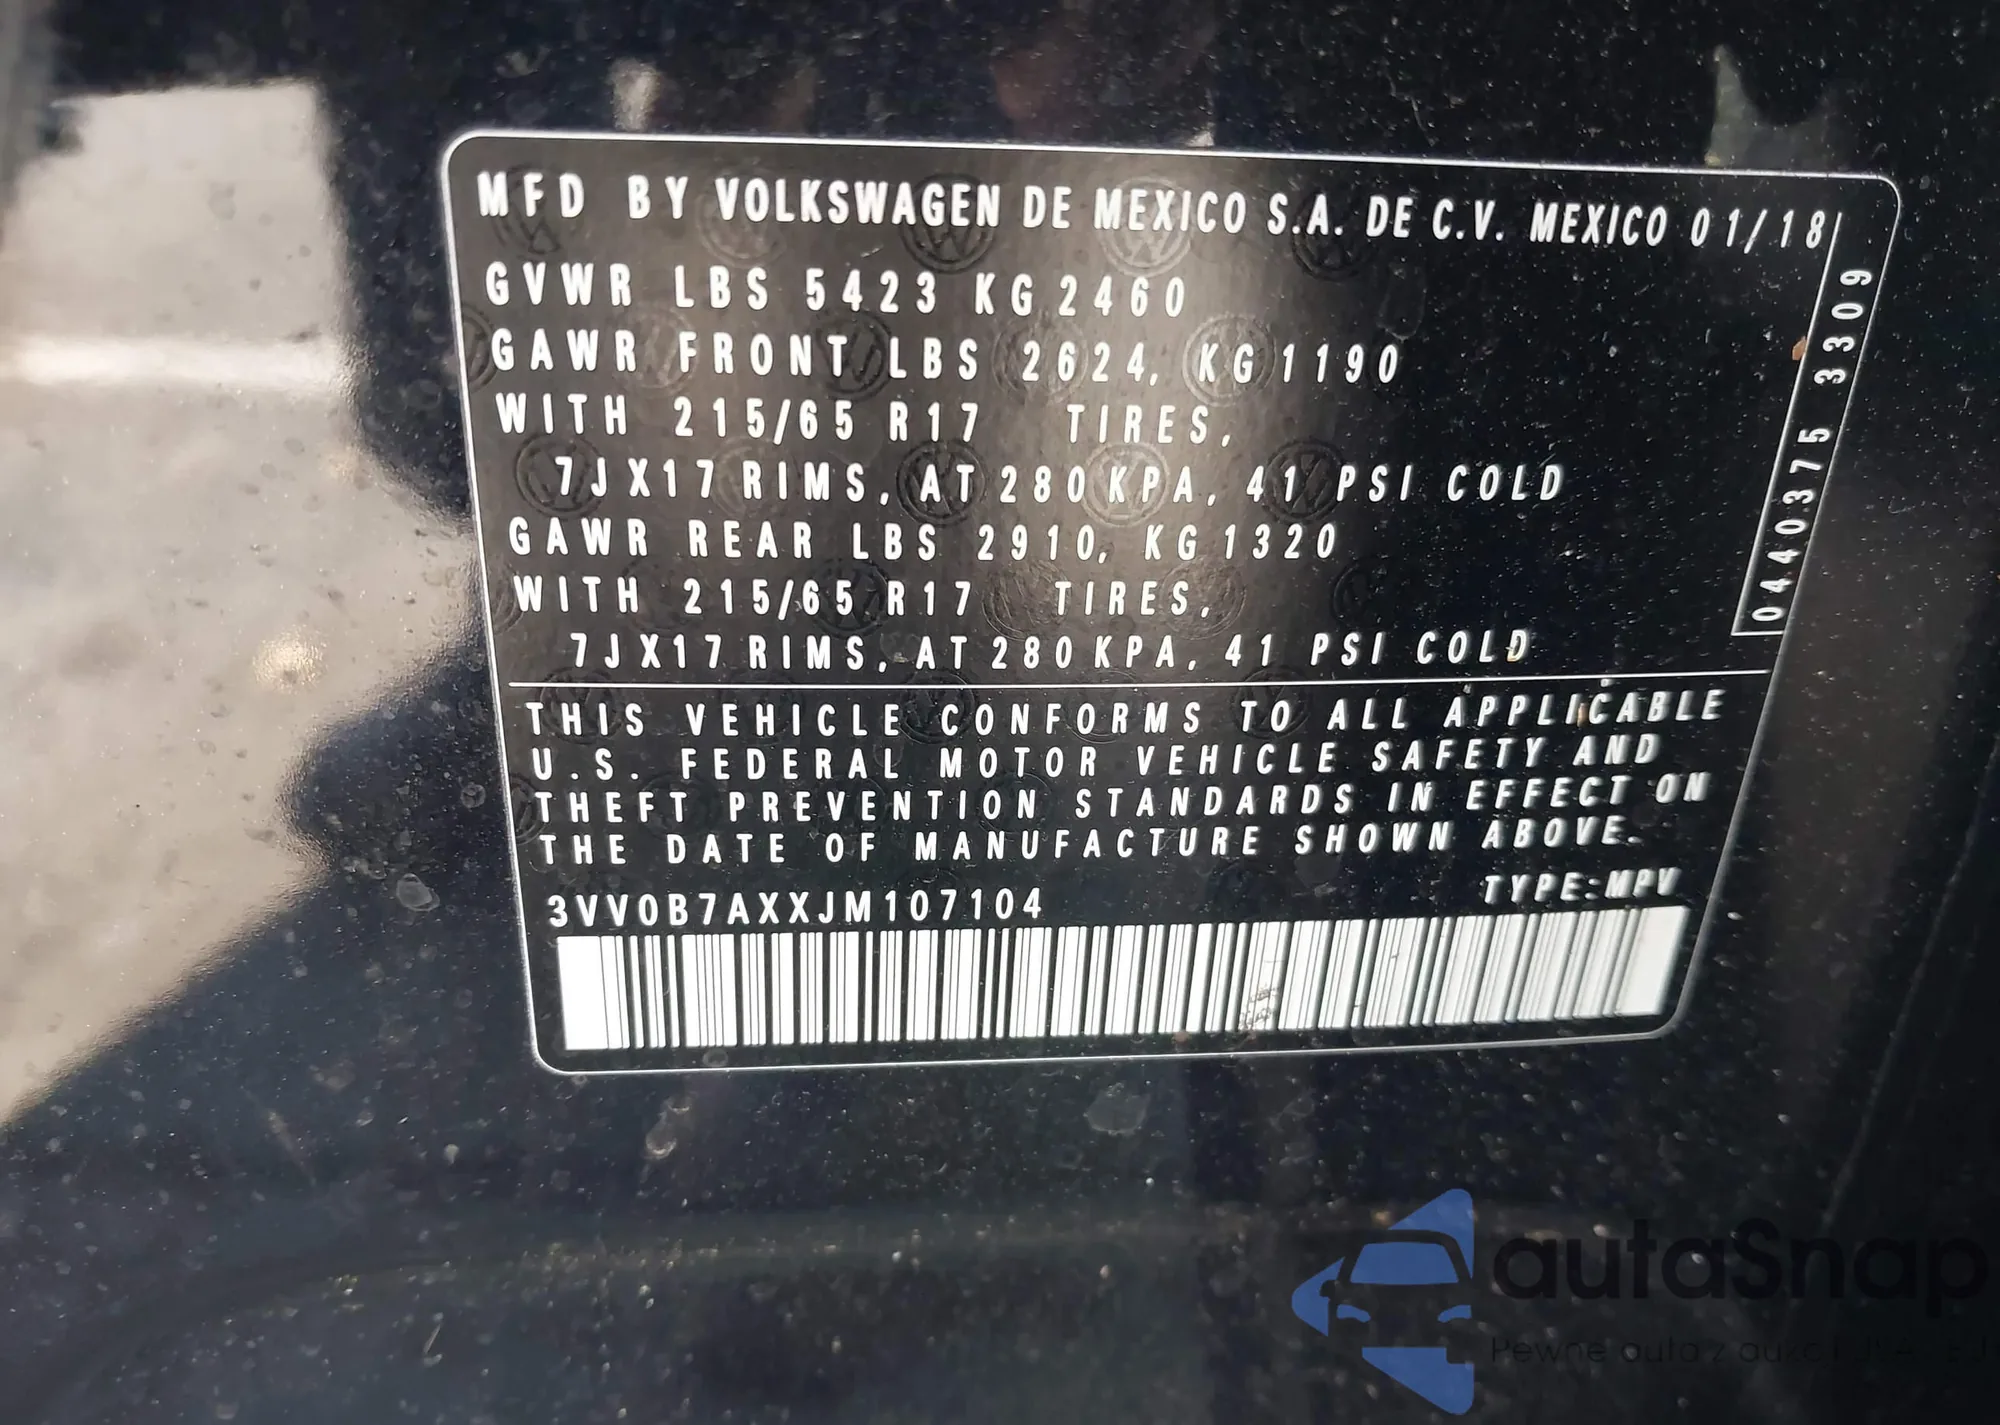 MFD BY VOLKSWAGEN DE MEXICO S.A. DE C.V. MEXICO 01/18
GVWR LBS 5423 KG 2460
GAWR FRONT LBS 2624, KG 1190
WITH 215/65 R17 TIRES,
7JX17 RIMS, AT 280 KPA, 41 PSI COLD
GAWR REAR LBS 2910, KG 1320
WITH 215/65 R17 TIRES,
7JX17 RIMS, AT 280 KPA, 41 PSI COLD
0440375 3309
THIS VEHICLE CONFORMS TO ALL APPLICABLE
U.S. FEDERAL MOTOR VEHICLE SAFETY AND
THEFT PREVENTION STANDARDS IN EFFECT ON
THE DATE OF MANUFACTURE SHOWN ABOVE.
TYPE:MPV
3VV0B7AXXJM107104
autaSnap
Pewne auta z aukcji